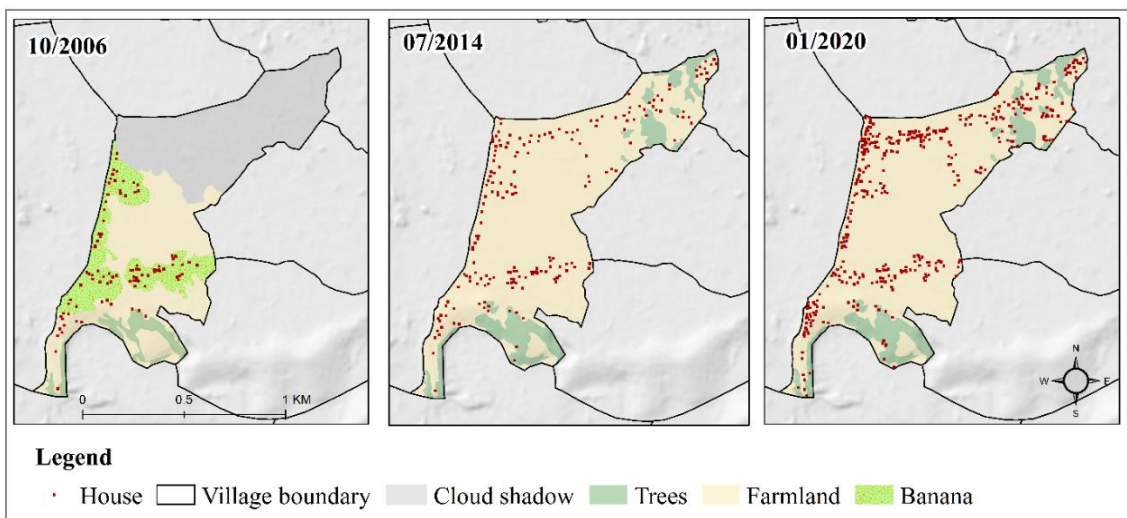 10/2006
07/2014
01/2020
0 0.5 1 KM
N
W E
S
Legend
House Village boundary Cloud shadow Trees Farmland Banana